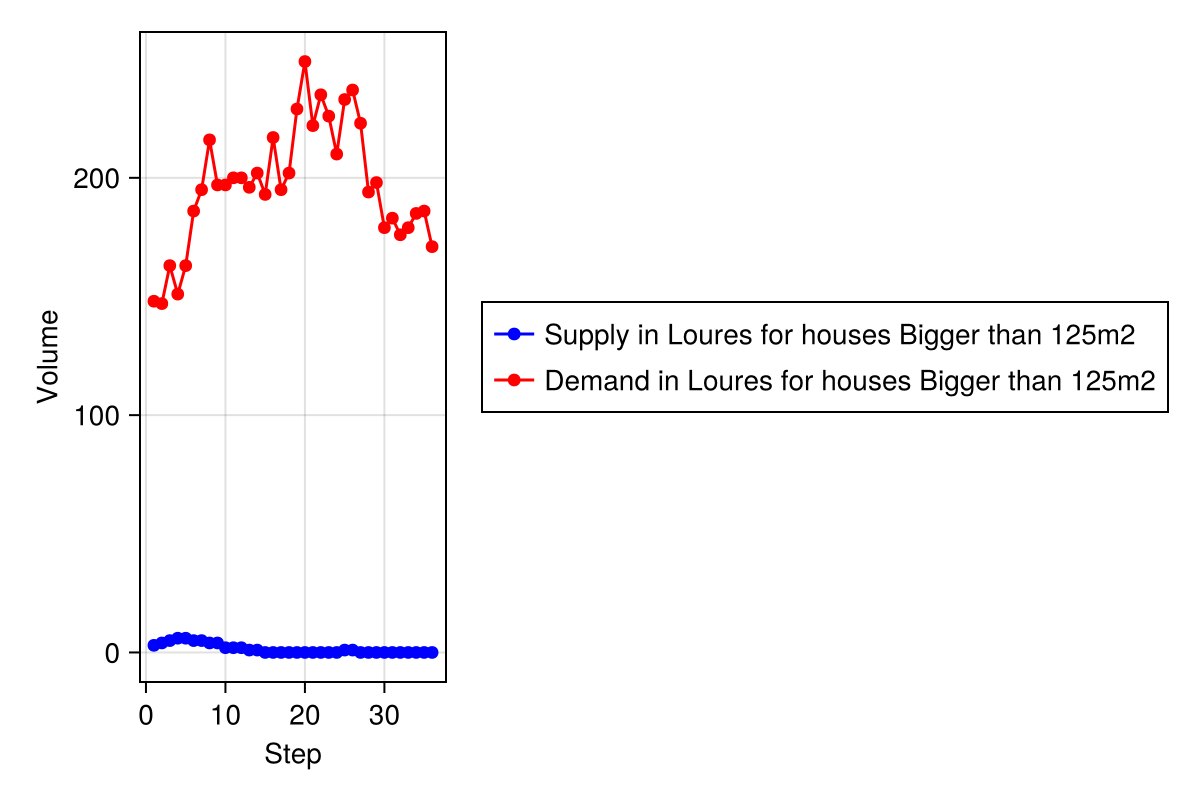 Volume
200
100
0
0 10 20 30
Step
Supply in Loures for houses Bigger than 125m2
Demand in Loures for houses Bigger than 125m2